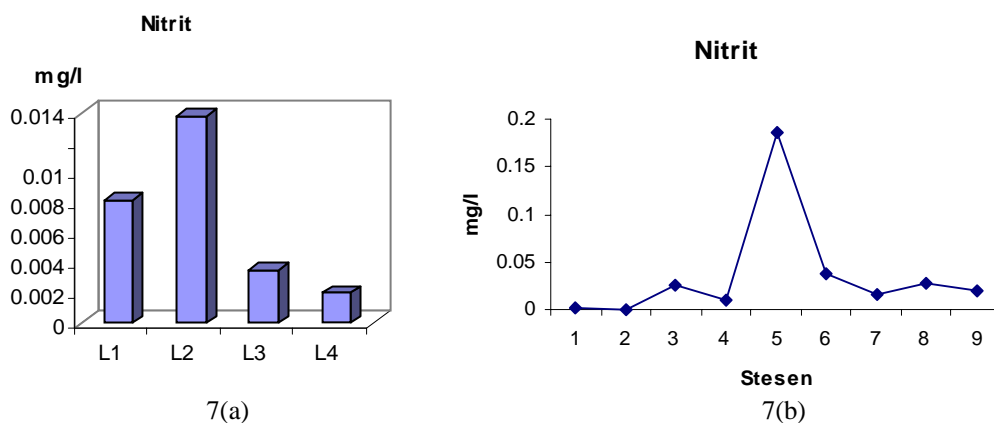 Nitrit
mg/l
0.014
0.01
0.008
0.006
0.004
0.002
0
L1 L2 L3 L4
7(a)
Nitrit
mg/l
0.2
0.15
0.1
0.05
0
1 2 3 4 5 6 7 8 9
Stesen
7(b)